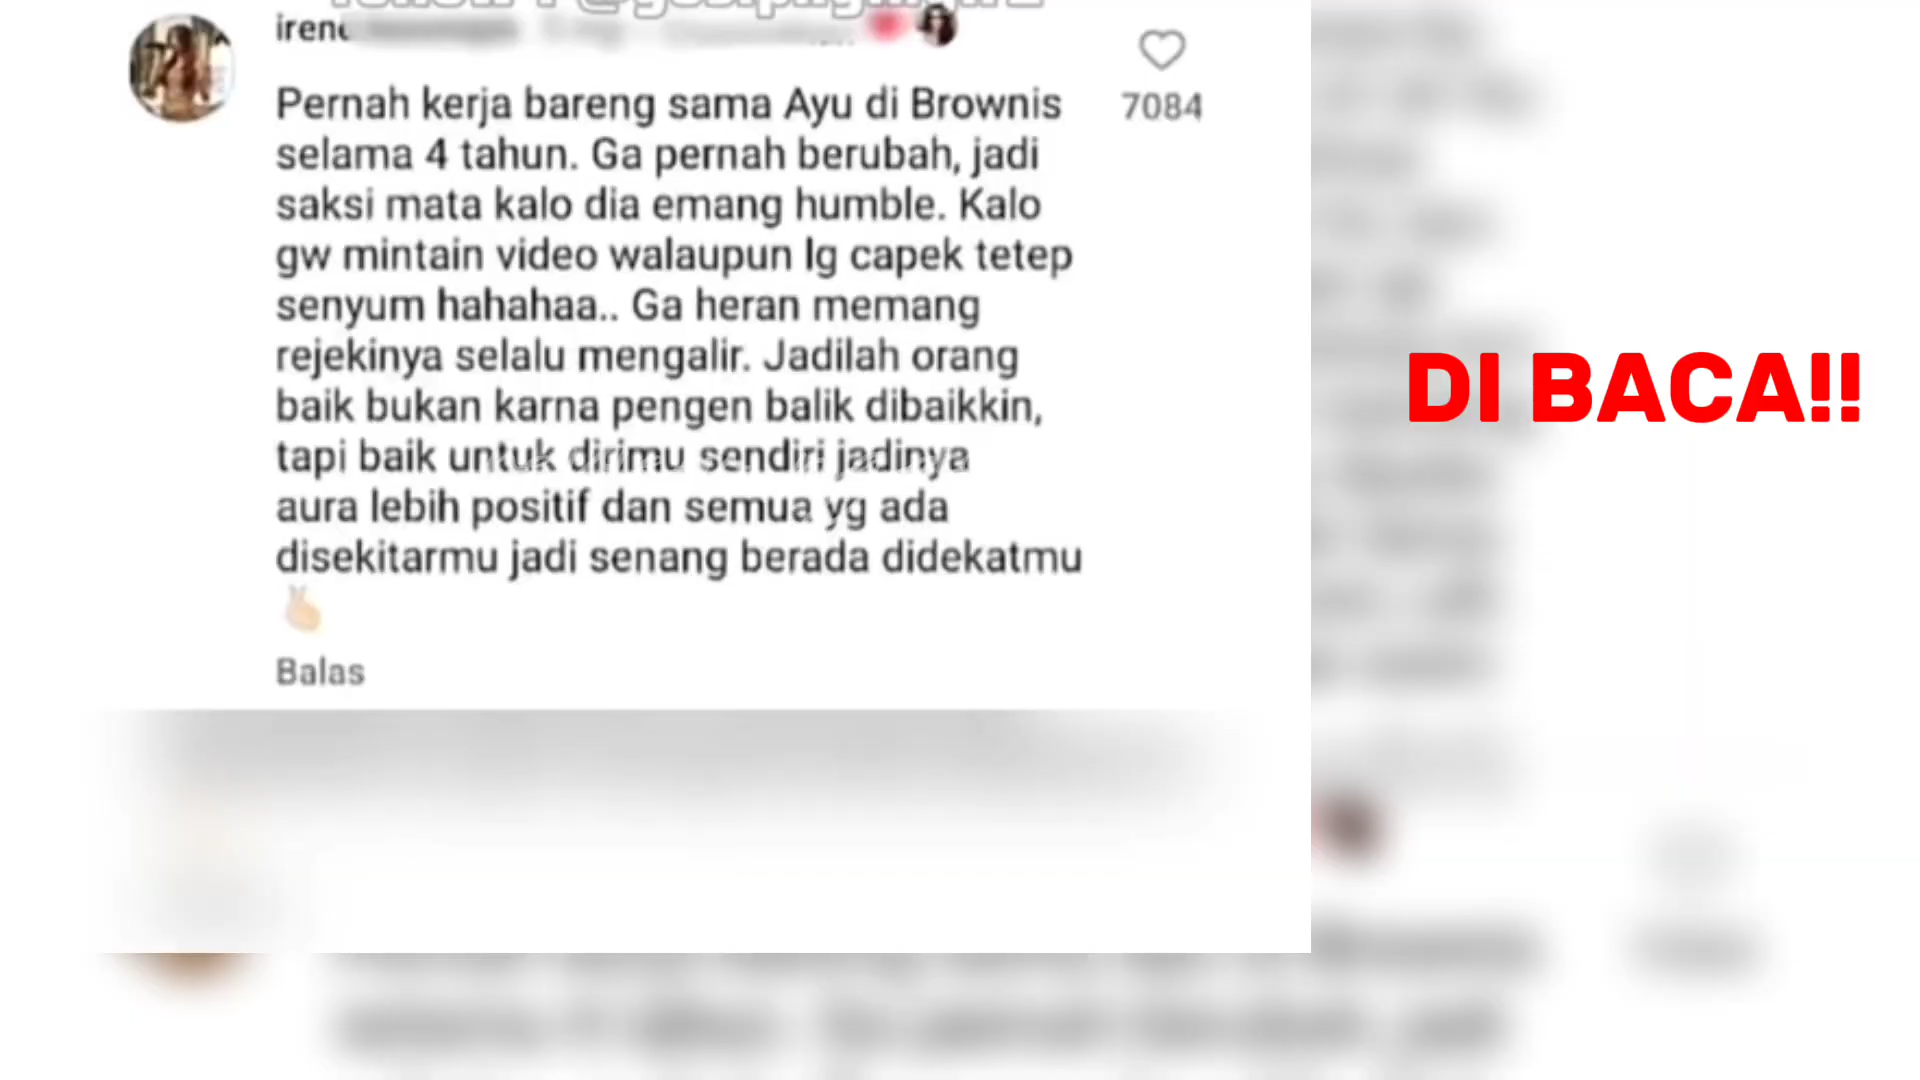 Pernah kerja bareng sama Ayu di Brownis
7084
selama 4 tahun. Ga pernah berubah, jadi
saksi mata kalo dia emang humble. Kalo
gw mintain video walaupun lg capek tetep
senyum hahahaa.. Ga heran memang
rejekinya selalu mengalir. Jadilah orang
baik bukan karna pengen balik dibaikkin,
tapi baik untuk dirimu sendiri jadinya
aura lebih positif dan semua yg ada
disekitarmu jadi senang berada didekatmu
Balas
DI BACA!!